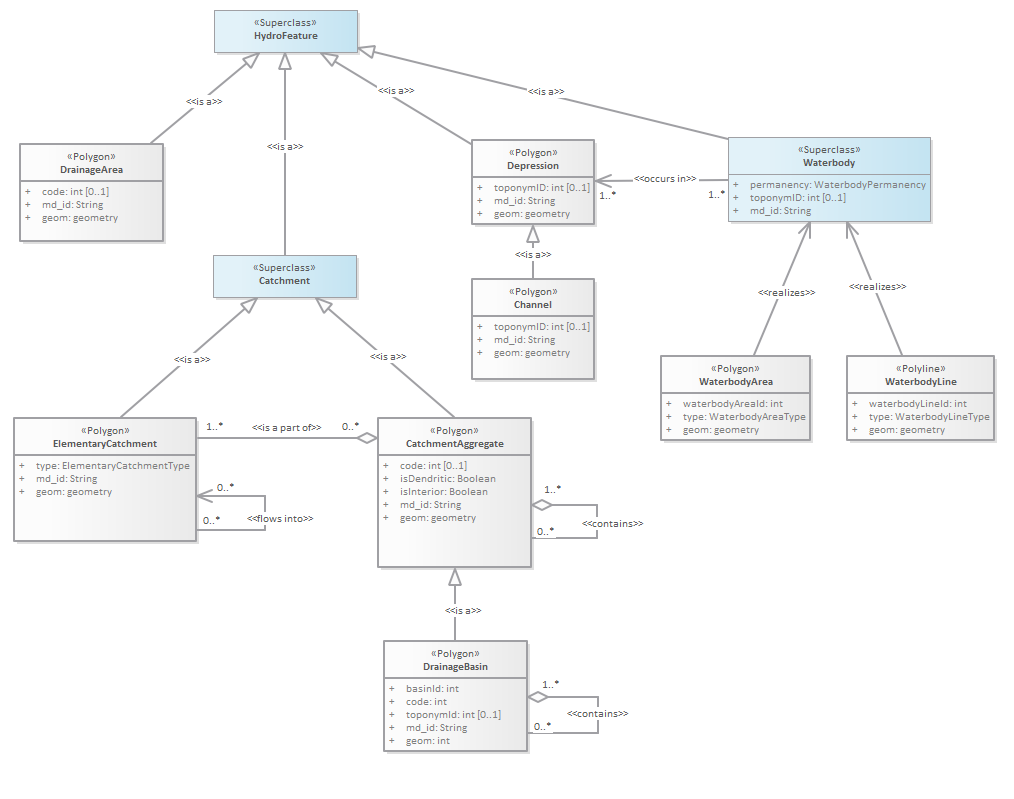 «Superclass»
HydroFeature
<<is a>>
<<is a>>
<<is a>>
<<is a>>
«Polygon»
DrainageArea
+ code: int [0..1]
+ md_id: String
+ geom: geometry
«Polygon»
Depression
+ toponymID: int [0..1]
+ md_id: String
+ geom: geometry
<<occurs in>>
1..*
1..*
«Superclass»
Waterbody
+ permanency: WaterbodyPermanency
+ toponymID: int [0..1]
+ md_id: String
<<is a>>
«Superclass»
Catchment
«Polygon»
Channel
+ toponymID: int [0..1]
+ md_id: String
+ geom: geometry
<<realizes>>
<<realizes>>
<<is a>>
<<is a>>
«Polygon»
WaterbodyArea
+ waterbodyAreaId: int
+ type: WaterbodyAreaType
+ geom: geometry
«Polyline»
WaterbodyLine
+ waterbodyLineId: int
+ type: WaterbodyLineType
+ geom: geometry
«Polygon»
ElementaryCatchment
+ type: ElementaryCatchmentType
+ md_id: String
+ geom: geometry
1..*
<<is a part of>>
0..*
0..*
0..*
<<flows into>>
«Polygon»
CatchmentAggregate
+ code: int [0..1]
+ isDendritic: Boolean
+ isInterior: Boolean
+ md_id: String
+ geom: geometry
1..*
<<contains>>
0..*
<<is a>>
«Polygon»
DrainageBasin
+ basinId: int
+ code: int
+ toponymId: int [0..1]
+ md_id: String
+ geom: int
1..*
<<contains>>
0..*